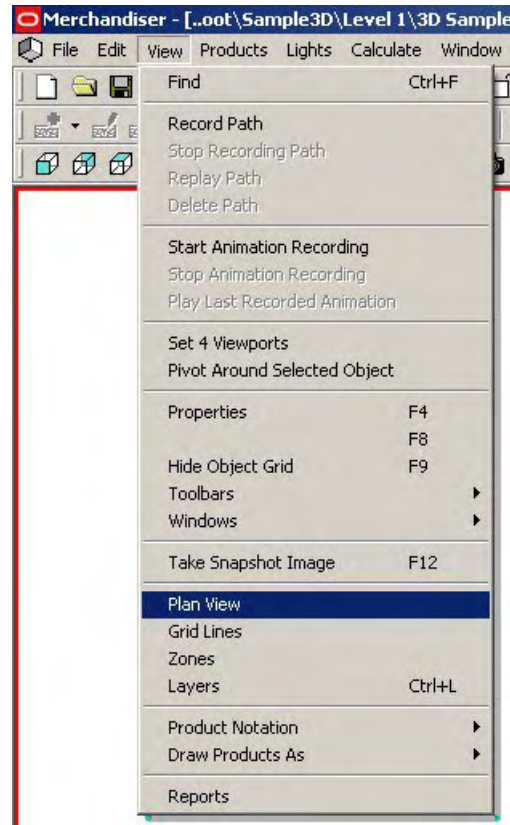 Merchandiser - [..oot\Sample3D\Level 1\3D Sample
File Edit View Products Lights Calculate Window
Find Ctrl+F
Record Path
Stop Recording Path
Replay Path
Delete Path
Start Animation Recording
Stop Animation Recording
Play Last Recorded Animation
Set 4 Viewports
Pivot Around Selected Object
Properties F4
F8
Hide Object Grid F9
Toolbars
Windows
Take Snapshot Image F12
Plan View
Grid Lines
Zones
Layers Ctrl+L
Product Notation
Draw Products As
Reports